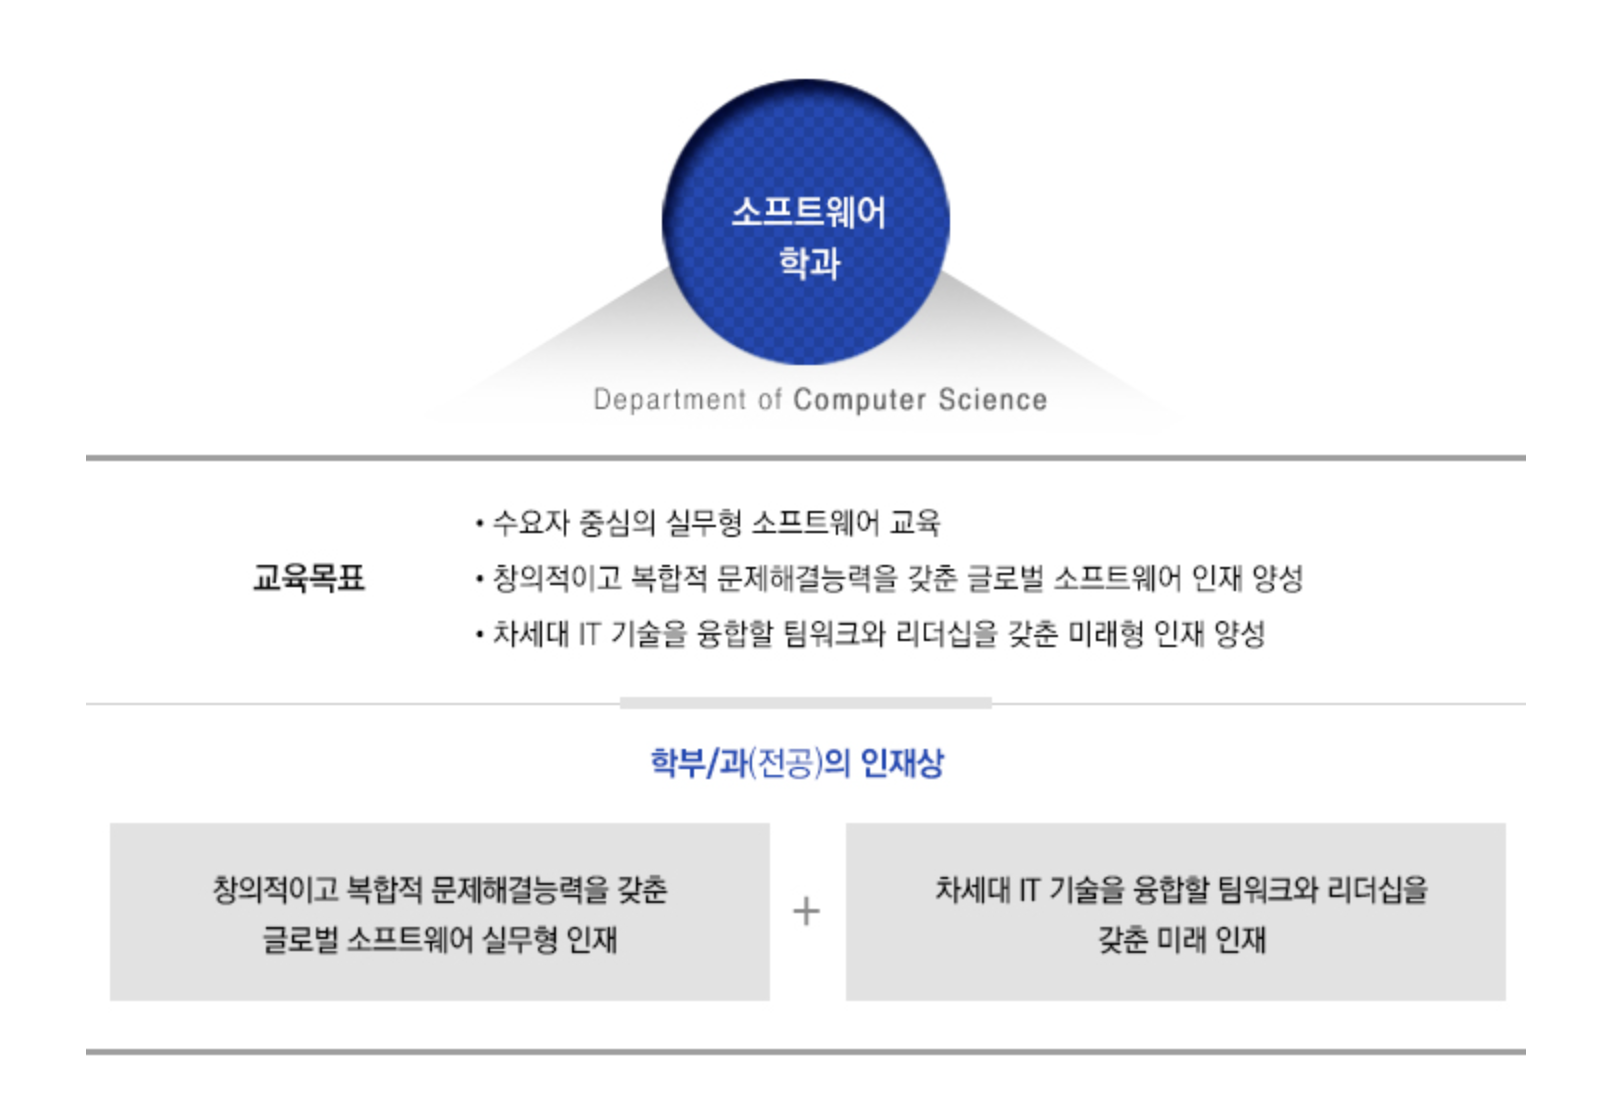 소프트웨어
학과
Department of Computer Science
교육목표
• 수요자 중심의 실무형 소프트웨어 교육
• 창의적이고 복합적 문제해결능력을 갖춘 글로벌 소프트웨어 인재 양성
• 차세대 IT 기술을 융합할 팀워크와 리더십을 갖춘 미래형 인재 양성
학부/과(전공)의 인재상
창의적이고 복합적 문제해결능력을 갖춘
글로벌 소프트웨어 실무형 인재
+
차세대 IT 기술을 융합할 팀워크와 리더십을
갖춘 미래 인재